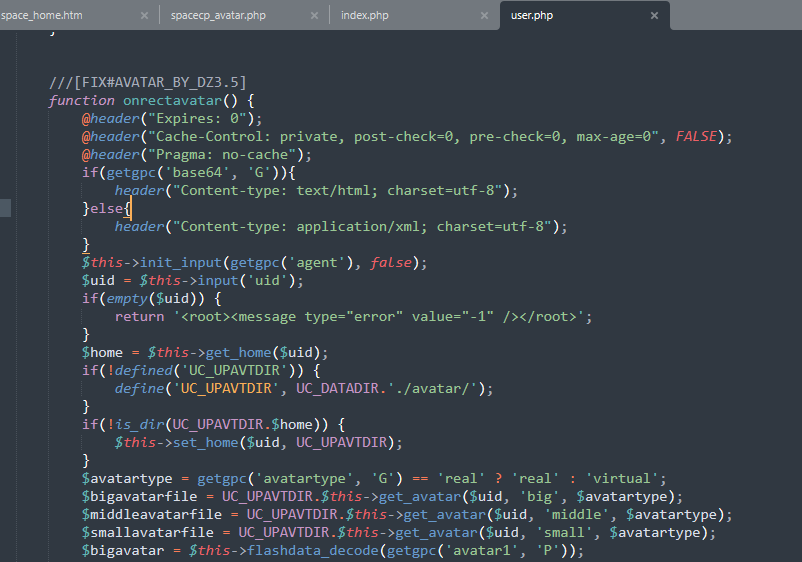 space_home.htm × spacecp_avatar.php × index.php × user.php ×
}
///[FIX#AVATAR_BY_DZ3.5]
function onrectavatar() {
    @header("Expires: 0");
    @header("Cache-Control: private, post-check=0, pre-check=0, max-age=0", FALSE);
    @header("Pragma: no-cache");
    if(getgpc('base64', 'G')){
        header("Content-type: text/html; charset=utf-8");
    }else{
        header("Content-type: application/xml; charset=utf-8");
    }
    $this->init_input(getgpc('agent'), false);
    $uid = $this->input('uid');
    if(empty($uid)) {
        return '<root><message type="error" value="-1" /></root>';
    }
    $home = $this->get_home($uid);
    if(!defined('UC_UPAVTDIR')) {
        define('UC_UPAVTDIR', UC_DATADIR.'./avatar/');
    }
    if(!is_dir(UC_UPAVTDIR.$home)) {
        $this->set_home($uid, UC_UPAVTDIR);
    }
    $avatartype = getgpc('avatartype', 'G') == 'real' ? 'real' : 'virtual';
    $bigavatarfile = UC_UPAVTDIR.$this->get_avatar($uid, 'big', $avatartype);
    $middleavatarfile = UC_UPAVTDIR.$this->get_avatar($uid, 'middle', $avatartype);
    $smallavatarfile = UC_UPAVTDIR.$this->get_avatar($uid, 'small', $avatartype);
    $bigavatar = $this->flashdata_decode(getgpc('avatar1', 'P'));